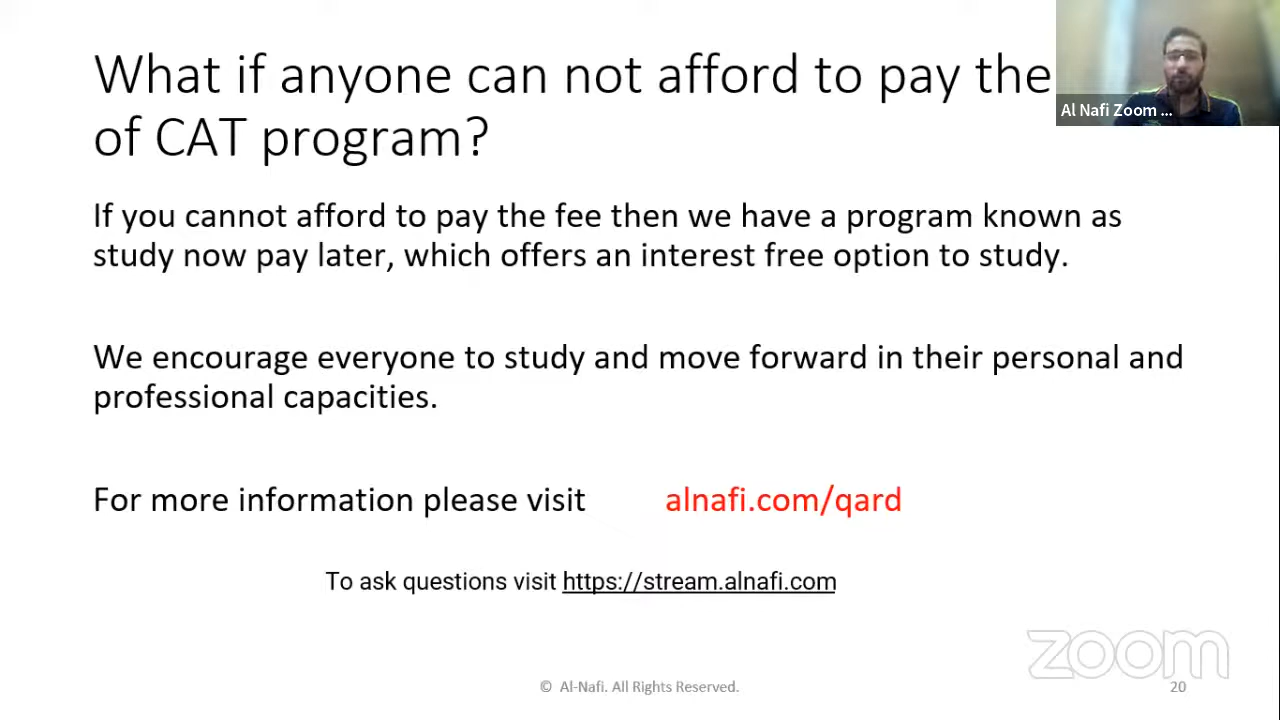 What if anyone can not afford to pay the
of CAT program?
Al Nafi Zoom ...
If you cannot afford to pay the fee then we have a program known as
study now pay later, which offers an interest free option to study.
We encourage everyone to study and move forward in their personal and
professional capacities.
For more information please visit alnafi.com/qard
To ask questions visit https://stream.alnafi.com
zoom
© Al-Nafi. All Rights Reserved.
20